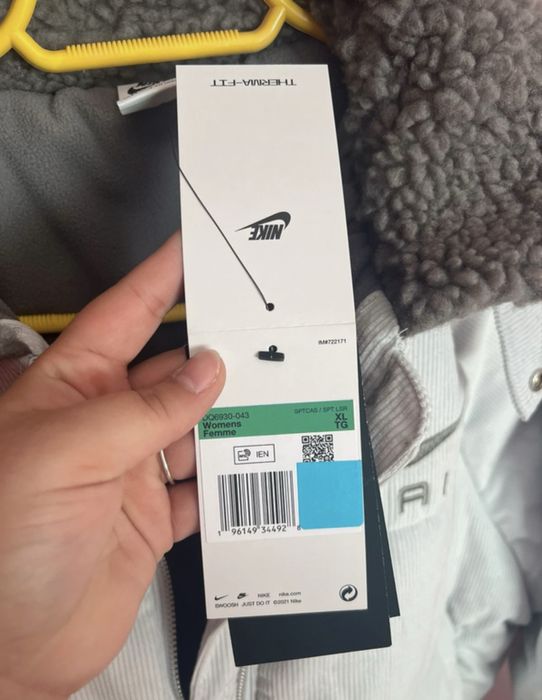 THERMA-FIT
NIKE
IM#722171
DQ6930-043
SPTCAS / SPT LSR
Womens
XL
Femme
TG
IEN
1 96149 34492 8
NIKE nike.com
SWOOSH JUST DO IT ©2021 Nike
AI